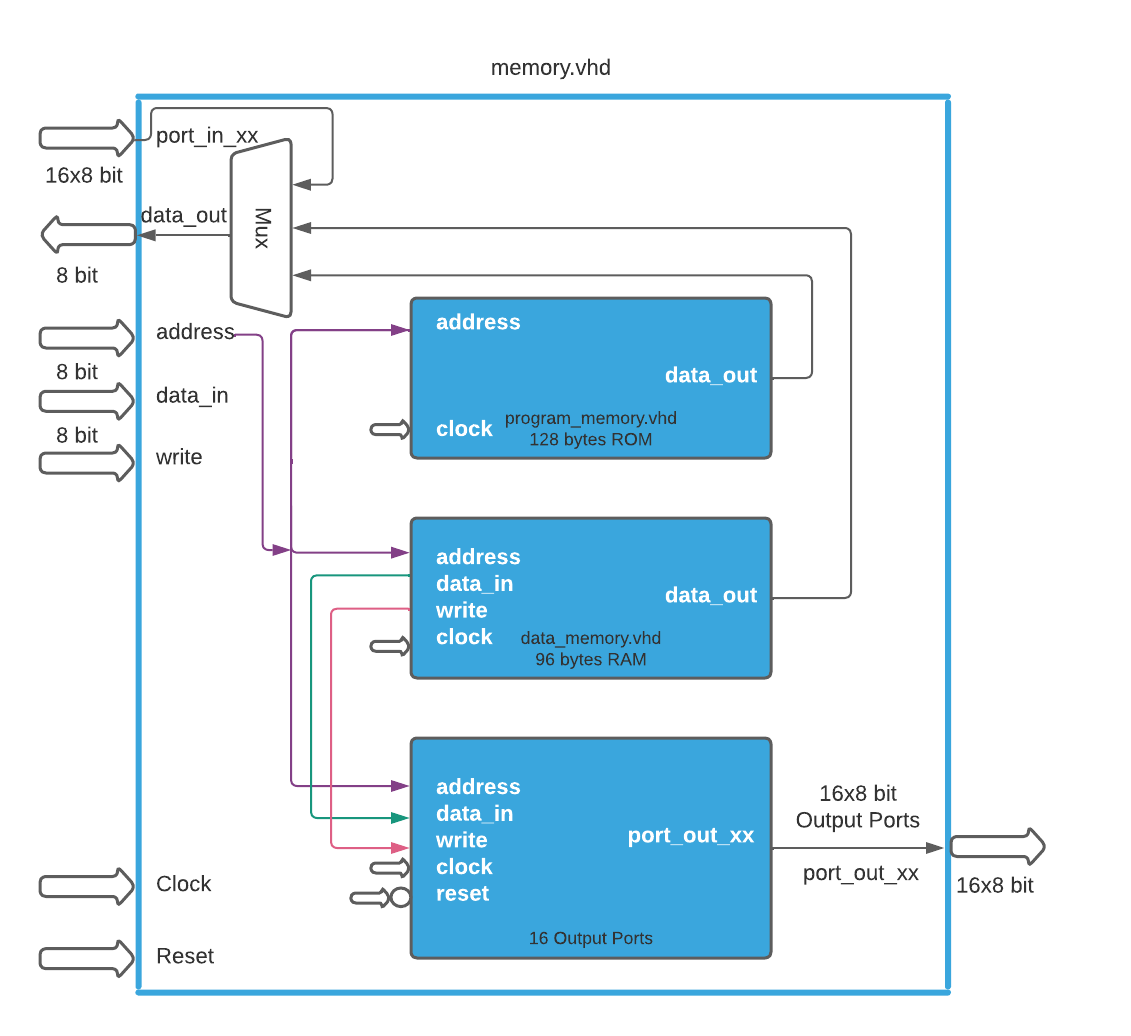 memory.vhd
port_in_xx
16x8 bit
data_out
Mux
8 bit
address
8 bit
data_in
8 bit
write
address
data_out
clock
program_memory.vhd
128 bytes ROM
address
data_in
write
clock
data_out
data_memory.vhd
96 bytes RAM
address
data_in
write
clock
reset
port_out_xx
16 Output Ports
16x8 bit
Output Ports
port_out_xx
16x8 bit
Clock
Reset